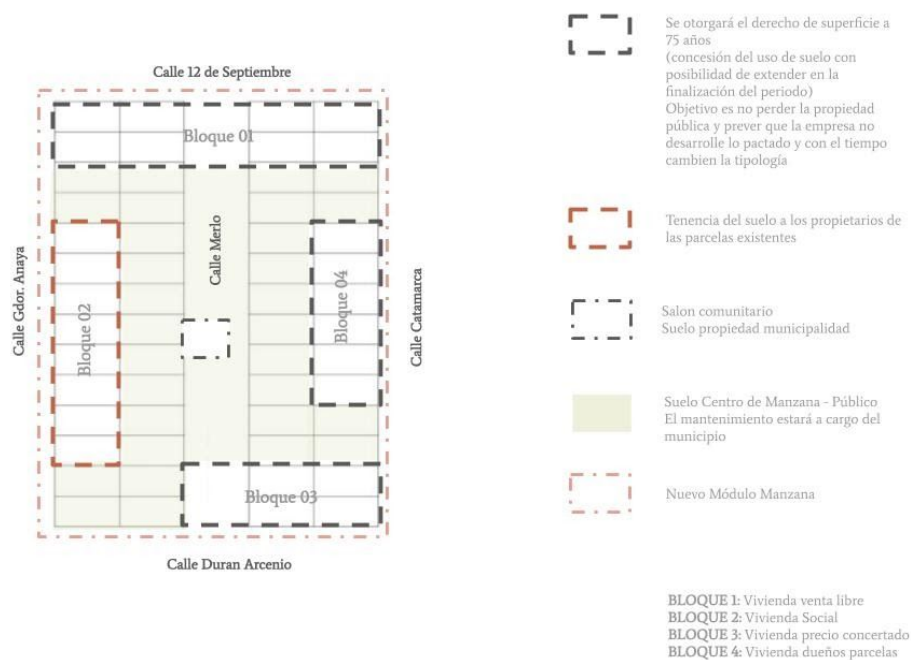 Calle 12 de Septiembre
Bloque 01
Calle Merlo
Calle Gdor. Anaya
Bloque 02
Bloque 04
Calle Catamarca
Bloque 03
Calle Duran Arcenio
Se otorgará el derecho de superficie a
75 años
(concesión del uso de suelo con
posibilidad de extender en la
finalización del periodo)
Objetivo es no perder la propiedad
pública y prever que la empresa no
desarrolle lo pactado y con el tiempo
cambien la tipología
Tenencia del suelo a los propietarios de
las parcelas existentes
Salon comunitario
Suelo propiedad municipalidad
Suelo Centro de Manzana - Público
El mantenimiento estará a cargo del
municipio
Nuevo Módulo Manzana
BLOQUE 1: Vivienda venta libre
BLOQUE 2: Vivienda Social
BLOQUE 3: Vivienda precio concertado
BLOQUE 4: Vivienda dueños parcelas